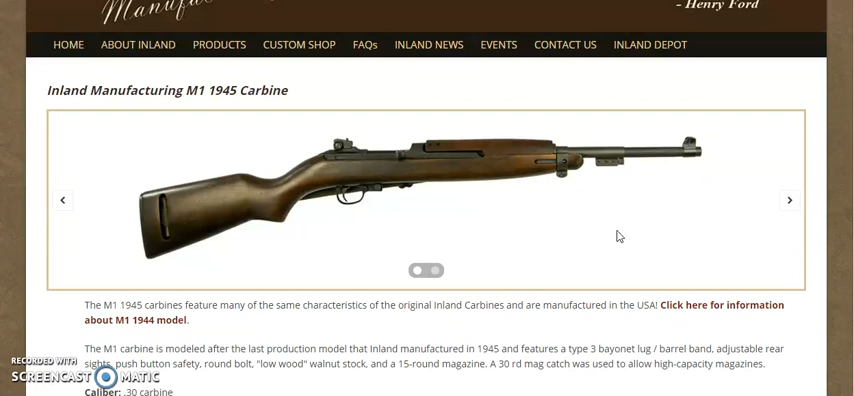 Manufac
- Henry Ford
HOME ABOUT INLAND PRODUCTS CUSTOM SHOP FAQs INLAND NEWS EVENTS CONTACT US INLAND DEPOT
Inland Manufacturing M1 1945 Carbine
The M1 1945 carbines feature many of the same characteristics of the original Inland Carbines and are manufactured in the USA! Click here for information
about M1 1944 model.
The M1 carbine is modeled after the last production model that Inland manufactured in 1945 and features a type 3 bayonet lug / barrel band, adjustable rear
sights, push button safety, round bolt, "low wood" walnut stock, and a 15-round magazine. A 30 rd mag catch was used to allow high-capacity magazines.
RECORDED WITH
SCREENCAST MATIC
Caliber: .30 carbine